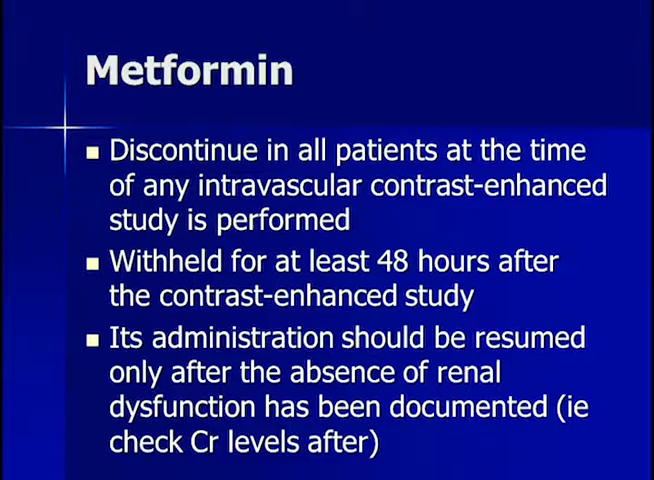 Metformin
Discontinue in all patients at the time
of any intravascular contrast-enhanced
study is performed
Withheld for at least 48 hours after
the contrast-enhanced study
Its administration should be resumed
only after the absence of renal
dysfunction has been documented (ie
check Cr levels after)